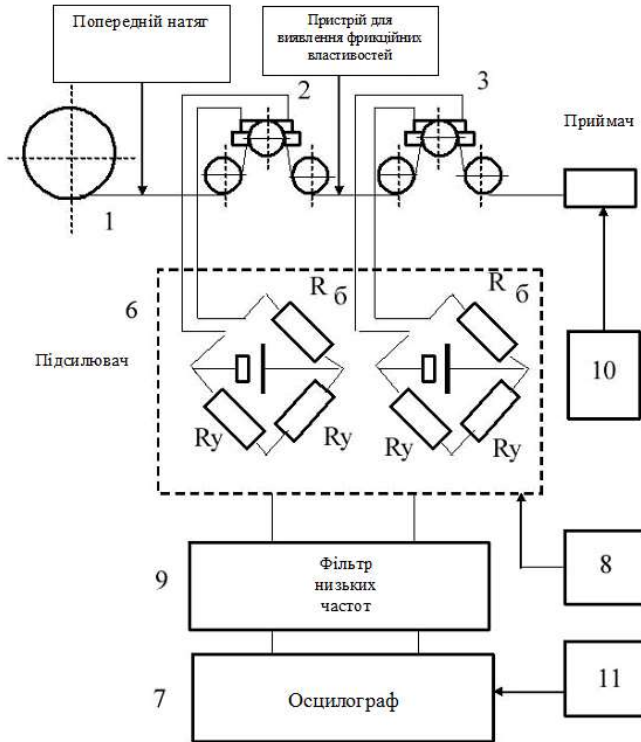 Попередній натяг
Пристрій для
виявлення фрикційних
властивостей
2
3
Приймач
1
6
R б
R б
Підсилювач
10
Ry
Ry
Ry
Ry
9
Фільтр
низьких
частот
8
7
Осцилограф
11